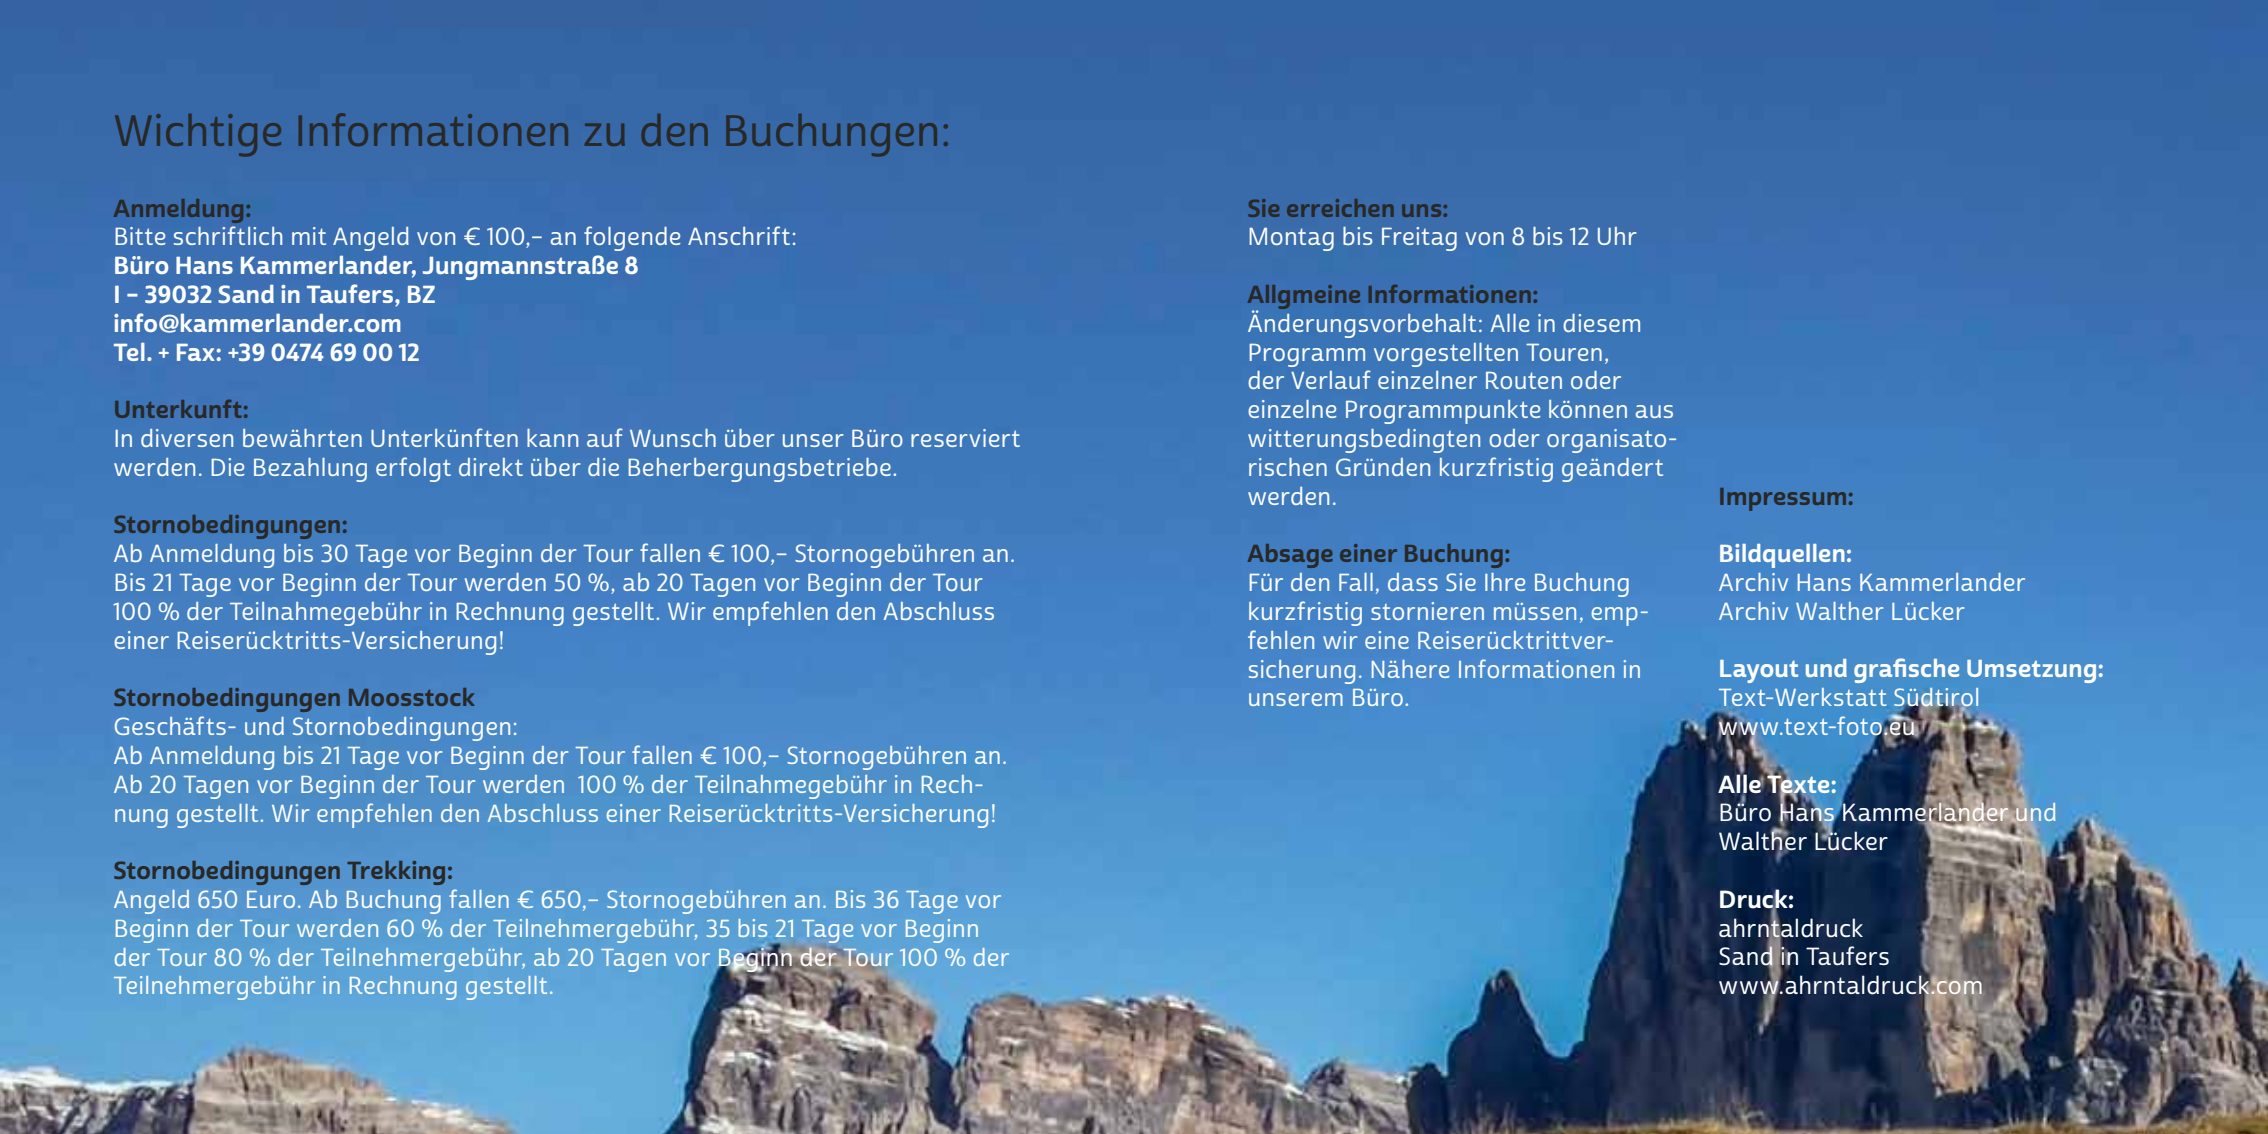 Wichtige Informationen zu den Buchungen:
Anmeldung:
Bitte schriftlich mit Angeld von € 100,– an folgende Anschrift:
Büro Hans Kammerlander, Jungmannstraße 8
I – 39032 Sand in Taufers, BZ
info@kammerlander.com
Tel. + Fax: +39 0474 69 00 12
Unterkunft:
In diversen bewährten Unterkünften kann auf Wunsch über unser Büro reserviert
werden. Die Bezahlung erfolgt direkt über die Beherbergungsbetriebe.
Stornobedingungen:
Ab Anmeldung bis 30 Tage vor Beginn der Tour fallen € 100,– Stornogebühren an.
Bis 21 Tage vor Beginn der Tour werden 50 %, ab 20 Tagen vor Beginn der Tour
100 % der Teilnahmegebühr in Rechnung gestellt. Wir empfehlen den Abschluss
einer Reiserücktritts-Versicherung!
Stornobedingungen Moosstock
Geschäfts- und Stornobedingungen:
Ab Anmeldung bis 21 Tage vor Beginn der Tour fallen € 100,– Stornogebühren an.
Ab 20 Tagen vor Beginn der Tour werden  100 % der Teilnahmegebühr in Rech-
nung gestellt. Wir empfehlen den Abschluss einer Reiserücktritts-Versicherung!
Stornobedingungen Trekking:
Angeld 650 Euro. Ab Buchung fallen € 650,– Stornogebühren an. Bis 36 Tage vor
Beginn der Tour werden 60 % der Teilnehmergebühr, 35 bis 21 Tage vor Beginn
der Tour 80 % der Teilnehmergebühr, ab 20 Tagen vor Beginn der Tour 100 % der
Teilnehmergebühr in Rechnung gestellt.
Sie erreichen uns:
Montag bis Freitag von 8 bis 12 Uhr
Allgmeine Informationen:
Änderungsvorbehalt: Alle in diesem
Programm vorgestellten Touren,
der Verlauf einzelner Routen oder
einzelne Programmpunkte können aus
witterungsbedingten oder organisato-
rischen Gründen kurzfristig geändert
werden.
Absage einer Buchung:
Für den Fall, dass Sie Ihre Buchung
kurzfristig stornieren müssen, emp-
fehlen wir eine Reiserücktrittver-
sicherung. Nähere Informationen in
unserem Büro.
Impressum:
Bildquellen:
Archiv Hans Kammerlander
Archiv Walther Lücker
Layout und grafische Umsetzung:
Text-Werkstatt Südtirol
www.text-foto.eu
Alle Texte:
Büro Hans Kammerlander und
Walther Lücker
Druck:
ahrntaldruck
Sand in Taufers
www.ahrntaldruck.com